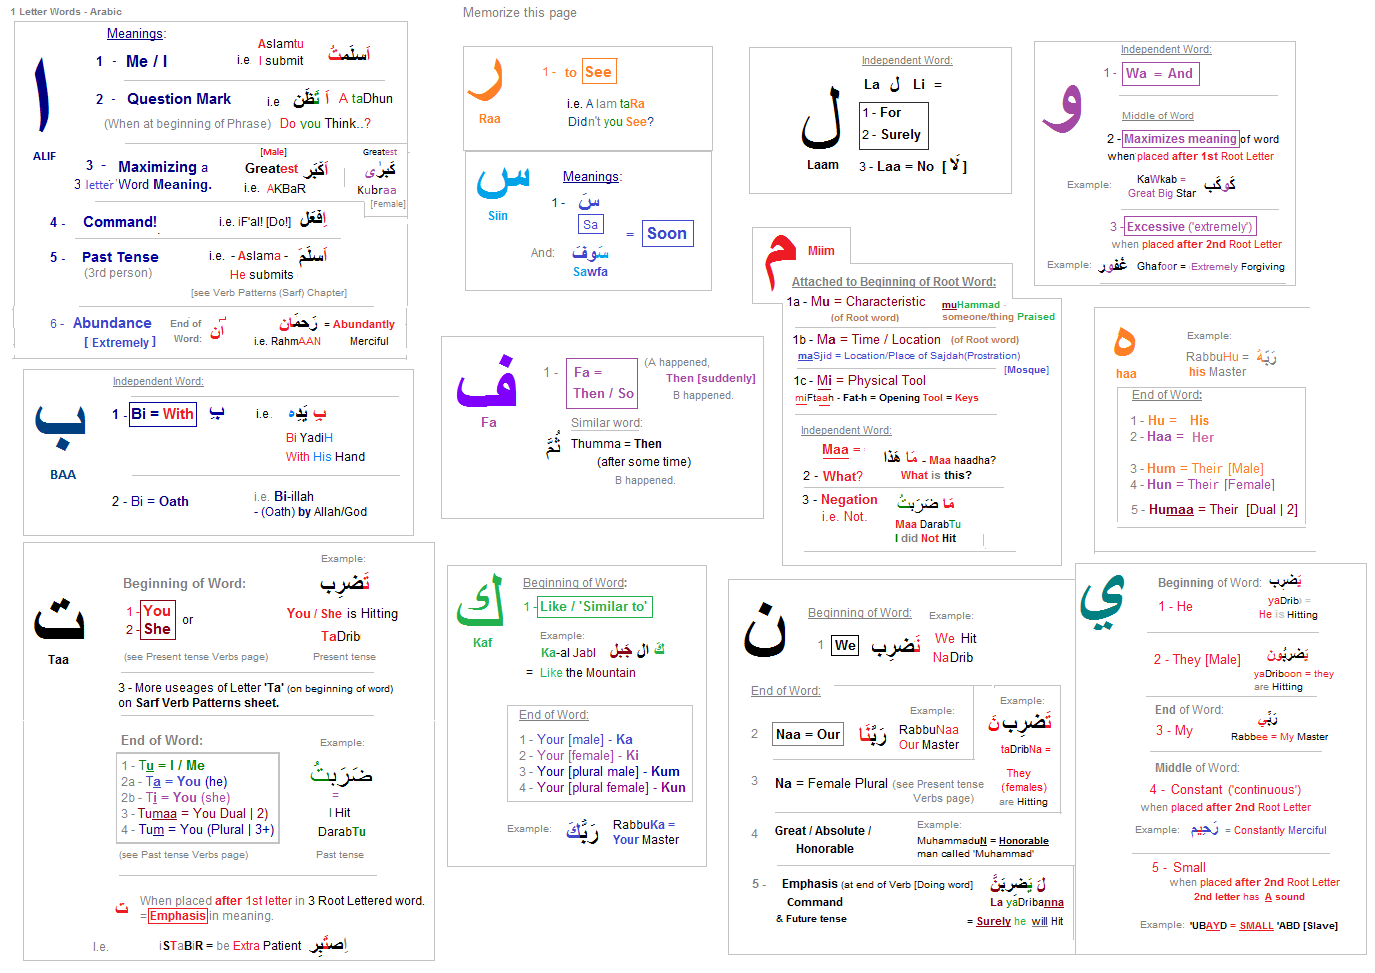 1 Letter Words - Arabic
Memorize this page
ا
ALIF
Meanings:
1 - Me / I
Aslamtu
i.e I submit
اَسلَمتُ
2 - Question Mark
i.e اَ تَظَن A taDhun
(When at beginning of Phrase) Do you Think..?
3 - Maximizing a
3 letter Word Meaning.
[Male]
Greatest
i.e. AKBaR
اَكبَر
Greatest
كَبرٰى
Kubraa
[Female]
4 - Command!
i.e. iF'al! [Do!] اِفْعَل
5 - Past Tense
(3rd person)
i.e. - Aslama - اَسلَمَ
He submits
[see Verb Patterns (Sarf) Chapter]
6 - Abundance
[ Extremely ]
End of
Word:
آن
رَحمَان = Abundantly
i.e. RahmAAN Merciful
ب
BAA
Independent Word:
1 - Bi = With بِ
i.e. بِ يَدِه
Bi YadiH
With His Hand
2 - Bi = Oath
i.e. Bi-illah
- (Oath) by Allah/God
ت
Taa
Beginning of Word:
1 - You
2 - She
or
Example:
تَضرِب
You / She is Hitting
TaDrib
(see Present tense Verbs page) Present tense
3 - More useages of Letter 'Ta' (on beginning of word)
on Sarf Verb Patterns sheet.
End of Word:
1 - Tu = I / Me
2a - Ta = You (he)
2b - Ti = You (she)
3 - Tumaa = You Dual | 2)
4 - Tum = You (Plural | 3+)
(see Past tense Verbs page)
Example:
ضَرَبتُ
=
I Hit
DarabTu
Past tense
ت
When placed after 1st letter in 3 Root Lettered word.
= Emphasis in meaning.
I.e. iSTaBiR = be Extra Patient اِصتَبِر
ر
Raa
1 - to See
i.e. A lam taRa
Didn't you See?
س
Siin
Meanings:
1 - سَ
Sa
And: سَوفَ
Sawfa
= Soon
ف
Fa
1 - Fa =
Then / So
(A happened,
Then [suddenly]
B happened.
Similar word:
ثُمَّ Thumma = Then
(after some time)
B happened.
ك
Kaf
Beginning of Word:
1 - Like / 'Similar to'
Example:
Ka-al Jabl كَ ال جَبل
= Like the Mountain
End of Word:
1 - Your [male] - Ka
2 - Your [female] - Ki
3 - Your [plural male] - Kum
4 - Your [plural female] - Kun
Example: رَبُّكَ
RabbuKa =
Your Master
ل
Laam
Independent Word:
La ل Li =
1 - For
2 - Surely
3 - Laa = No [ لَا ]
م
Miim
Attached to Beginning of Root Word:
1a - Mu = Characteristic
(of Root word)
muHammad -
someone/thing Praised
1b - Ma = Time / Location (of Root word)
maSjid = Location/Place of Sajdah(Prostration)
[Mosque]
1c - Mi = Physical Tool
miFtaah - Fat-h = Opening Tool = Keys
Independent Word:
Maa =
2 - What?
مَا هَذَا - Maa haadha?
What is this?
3 - Negation
i.e. Not.
مَا ضَرَبتُ
Maa DarabTu
I did Not Hit
ن
Beginning of Word:
1 We نَضرِب
Example:
We Hit
NaDrib
End of Word:
2 Naa = Our رَبَّنَا
Example:
RabbuNaa
Our Master
Example:
تَضرِبنَ
taDribNa =
They
(females)
are Hitting
3 Na = Female Plural (see Present tense
Verbs page)
4 Great / Absolute /
Honorable
Example:
MuhammaduN = Honorable
man called 'Muhammad'
5 - Emphasis (at end of Verb [Doing word]
Command
& Future tense
لَ يَضرِبَنَّ
La yaDribanna
= Surely he will Hit
و
Independent Word:
1 - Wa = And
Middle of Word
2 - Maximizes meaning of word
when placed after 1st Root Letter
Example: KaWkab =
Great Big Star
كَوكَب
3 - Excessive ('extremely')
when placed after 2nd Root Letter
Example: غَفُور Ghafoor = Extremely Forgiving
ه
haa
Example:
RabbuHu =
his Master
رَبُّهُ
End of Word:
1 - Hu = His
2 - Haa = Her
3 - Hum = Their [Male]
4 - Hun = Their [Female]
5 - Humaa = Their [Dual | 2]
ي
Beginning of Word:
1 - He
يَضرِب
yaDrib =
He is Hitting
2 - They [Male]
يَضرِبُون
yaDriboon = they
are Hitting
End of Word:
3 - My
رَبِّي
Rabbee = My Master
Middle of Word:
4 - Constant ('continuous')
when placed after 2nd Root Letter
Example: رَحِيم = Constantly Merciful
5 - Small
when placed after 2nd Root Letter
2nd letter has A sound
Example: 'UBAYD = SMALL 'ABD [Slave]